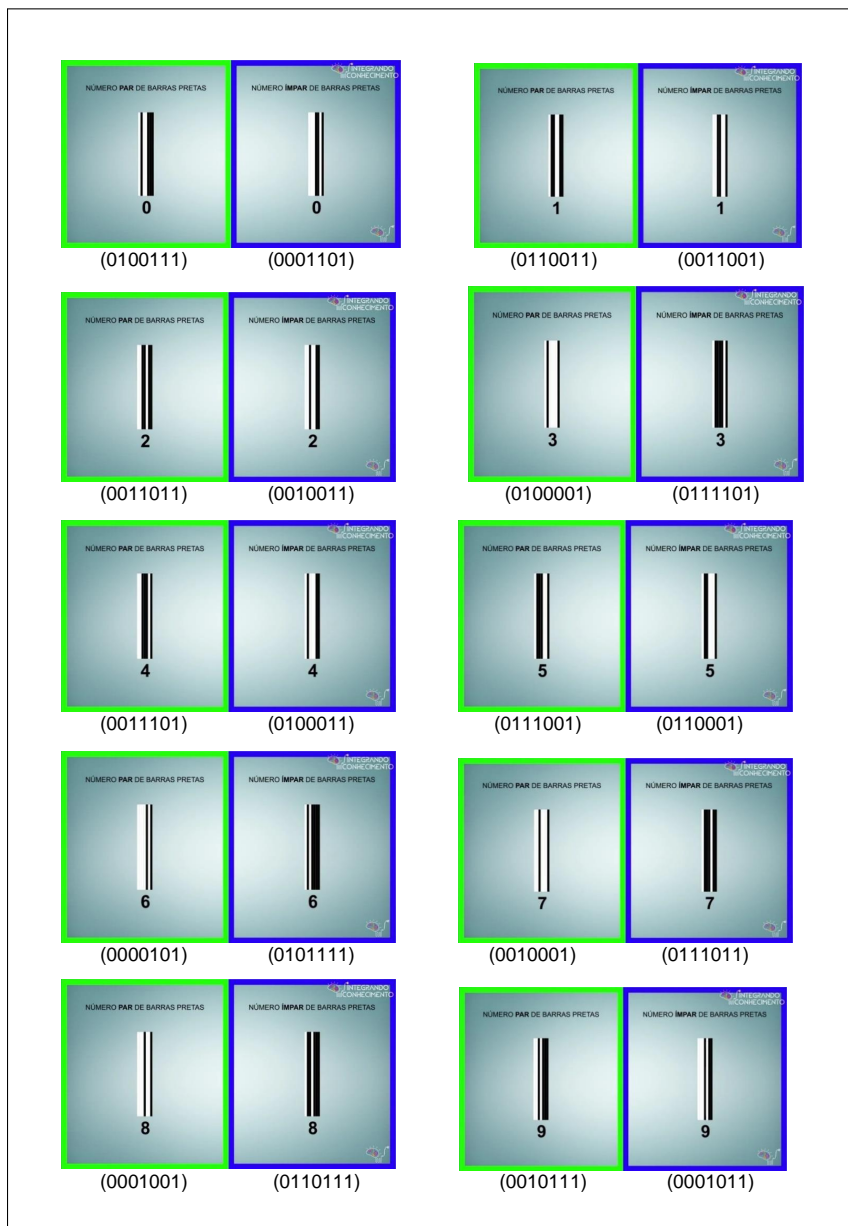 INTEGRANDO
CONHECIMENTO
NÚMERO PAR DE BARRAS PRETAS
NÚMERO ÍMPAR DE BARRAS PRETAS
0
0
(0100111)
(0001101)
NÚMERO PAR DE BARRAS PRETAS
NÚMERO ÍMPAR DE BARRAS PRETAS
1
1
(0110011)
(0011001)
INTEGRANDO
CONHECIMENTO
NÚMERO PAR DE BARRAS PRETAS
NÚMERO ÍMPAR DE BARRAS PRETAS
2
2
(0011011)
(0010011)
INTEGRANDO
CONHECIMENTO
NÚMERO PAR DE BARRAS PRETAS
NÚMERO ÍMPAR DE BARRAS PRETAS
3
3
(0100001)
(0111101)
INTEGRANDO
CONHECIMENTO
NÚMERO PAR DE BARRAS PRETAS
NÚMERO ÍMPAR DE BARRAS PRETAS
4
4
(0011101)
(0100011)
INTEGRANDO
CONHECIMENTO
NÚMERO PAR DE BARRAS PRETAS
NÚMERO ÍMPAR DE BARRAS PRETAS
5
5
(0111001)
(0110001)
INTEGRANDO
CONHECIMENTO
NÚMERO PAR DE BARRAS PRETAS
NÚMERO ÍMPAR DE BARRAS PRETAS
6
6
(0000101)
(0101111)
INTEGRANDO
CONHECIMENTO
NÚMERO PAR DE BARRAS PRETAS
NÚMERO ÍMPAR DE BARRAS PRETAS
7
7
(0010001)
(0111011)
INTEGRANDO
CONHECIMENTO
NÚMERO PAR DE BARRAS PRETAS
NÚMERO ÍMPAR DE BARRAS PRETAS
8
8
(0001001)
(0110111)
INTEGRANDO
CONHECIMENTO
NÚMERO PAR DE BARRAS PRETAS
NÚMERO ÍMPAR DE BARRAS PRETAS
9
9
(0010111)
(0001011)